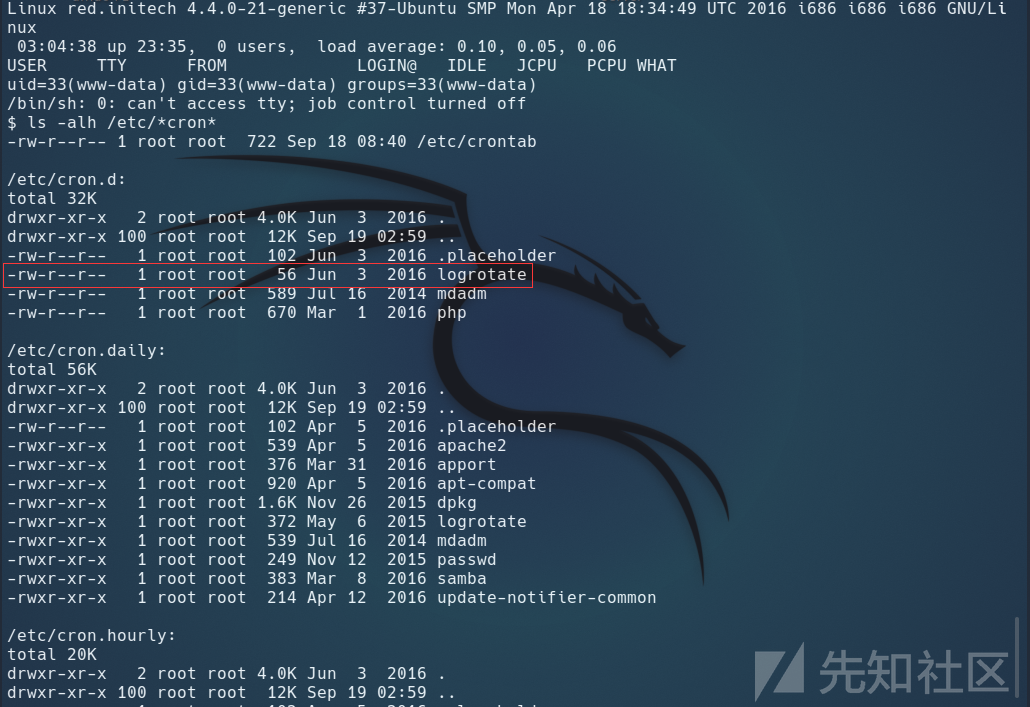 Linux red.initech 4.4.0-21-generic #37-Ubuntu SMP Mon Apr 18 18:34:49 UTC 2016 i686 i686 i686 GNU/Li
nux
 03:04:38 up 23:35,  0 users,  load average: 0.10, 0.05, 0.06
USER     TTY      FROM             LOGIN@   IDLE   JCPU   PCPU WHAT
uid=33(www-data) gid=33(www-data) groups=33(www-data)
/bin/sh: 0: can't access tty; job control turned off
$ ls -alh /etc/*cron*
-rw-r--r-- 1 root root  722 Sep 18 08:40 /etc/crontab

/etc/cron.d:
total 32K
drwxr-xr-x   2 root root 4.0K Jun  3  2016 .
drwxr-xr-x 100 root root  12K Sep 19 02:59 ..
-rw-r--r--   1 root root  102 Jun  3  2016 .placeholder
-rw-r--r--   1 root root   56 Jun  3  2016 logrotate
-rw-r--r--   1 root root  589 Jul 16  2014 mdadm
-rw-r--r--   1 root root  670 Mar  1  2016 php

/etc/cron.daily:
total 56K
drwxr-xr-x   2 root root 4.0K Jun  3  2016 .
drwxr-xr-x 100 root root  12K Sep 19 02:59 ..
-rw-r--r--   1 root root  102 Apr  5  2016 .placeholder
-rwxr-xr-x   1 root root  539 Apr  5  2016 apache2
-rwxr-xr-x   1 root root  376 Mar 31  2016 apport
-rwxr-xr-x   1 root root  920 Apr  5  2016 apt-compat
-rwxr-xr-x   1 root root 1.6K Nov 26  2015 dpkg
-rwxr-xr-x   1 root root  372 May  6  2015 logrotate
-rwxr-xr-x   1 root root  539 Jul 16  2014 mdadm
-rwxr-xr-x   1 root root  249 Nov 12  2015 passwd
-rwxr-xr-x   1 root root  383 Mar  8  2016 samba
-rwxr-xr-x   1 root root  214 Apr 12  2016 update-notifier-common

/etc/cron.hourly:
total 20K
drwxr-xr-x   2 root root 4.0K Jun  3  2016 .
drwxr-xr-x 100 root root  12K Sep 19 02:59 ..
先知社区